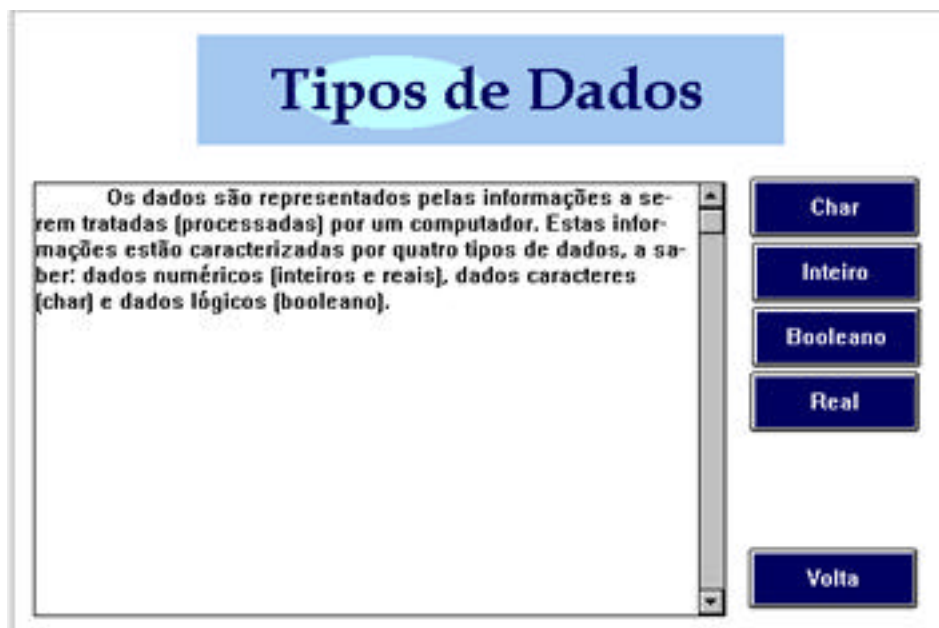 Tipos de Dados
Os dados são representados pelas informações a se-
rem tratadas (processadas) por um computador. Estas infor-
mações estão caracterizadas por quatro tipos de dados, a sa-
ber: dados numéricos (inteiros e reais), dados caracteres
(char) e dados lógicos (booleano).
Char
Inteiro
Booleano
Real
Volta